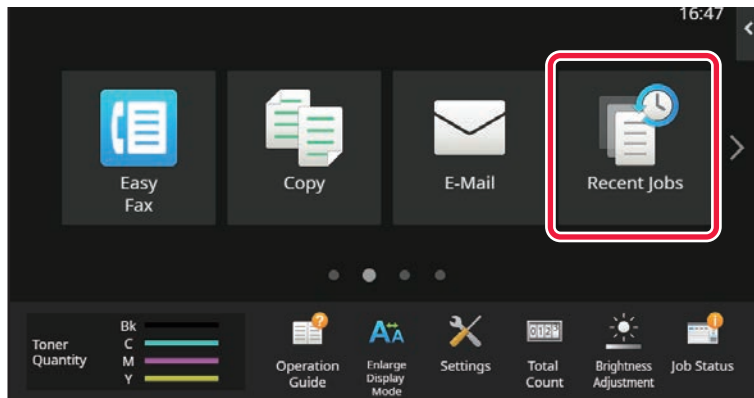 16:47
Easy
Fax
Copy
E-Mail
Recent Jobs
Toner
Quantity
Bk
C
M
Y
Operation
Guide
Enlarge
Display
Mode
Settings
Total
Count
Brightness
Adjustment
Job Status